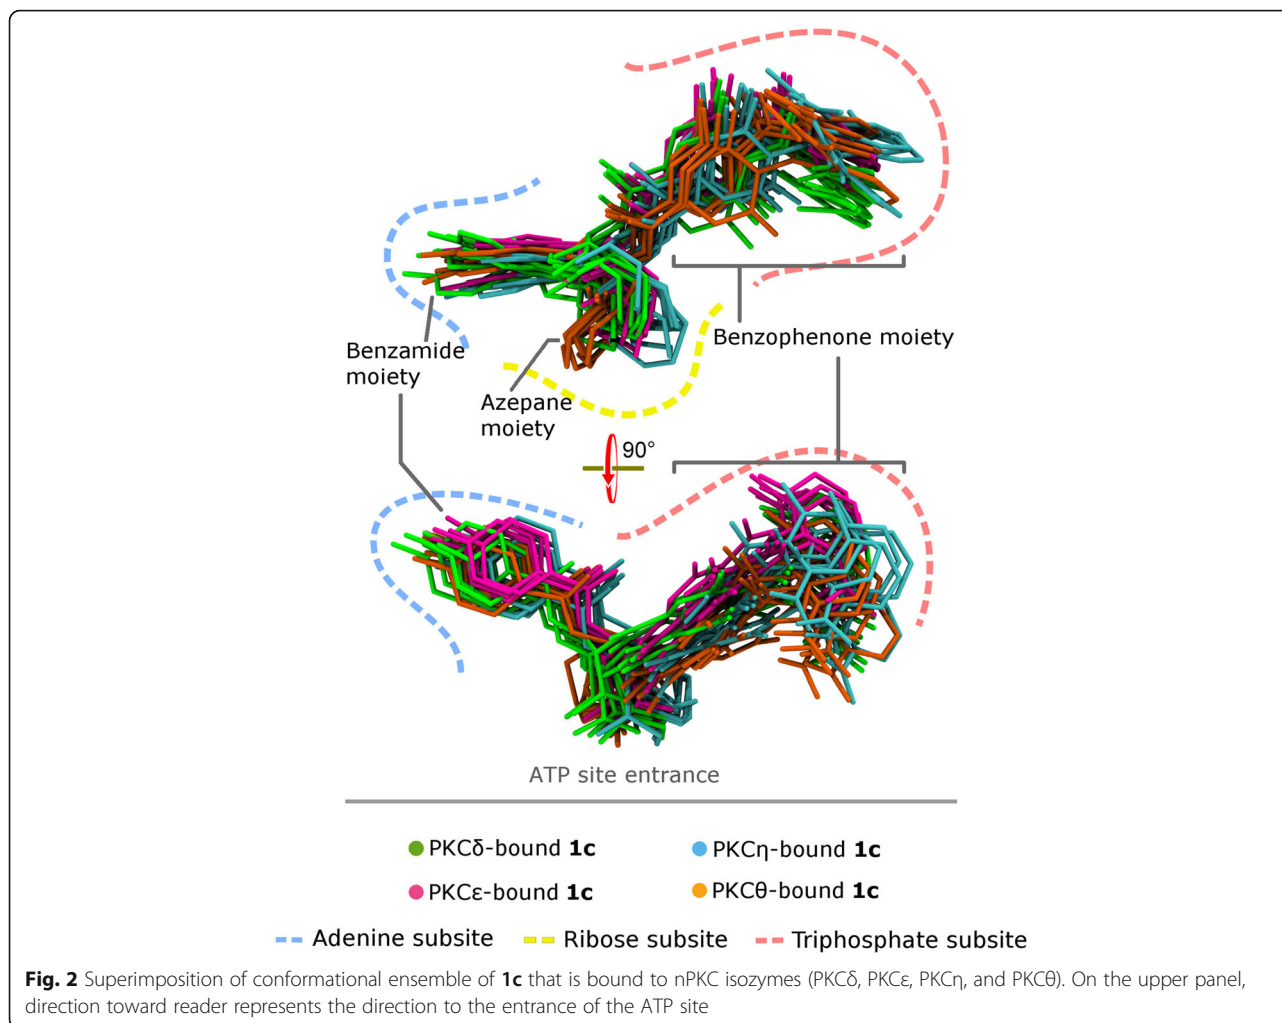 Benzamide
moiety
Azepane
moiety
Benzophenone moiety
90°
ATP site entrance
PKCδ-bound 1c
PKCη-bound 1c
PKCε-bound 1c
PKCθ-bound 1c
Adenine subsite
Ribose subsite
Triphosphate subsite
Fig. 2 Superimposition of conformational ensemble of 1c that is bound to nPKC isozymes (PKCδ, PKCε, PKCη, and PKCθ). On the upper panel,
direction toward reader represents the direction to the entrance of the ATP site